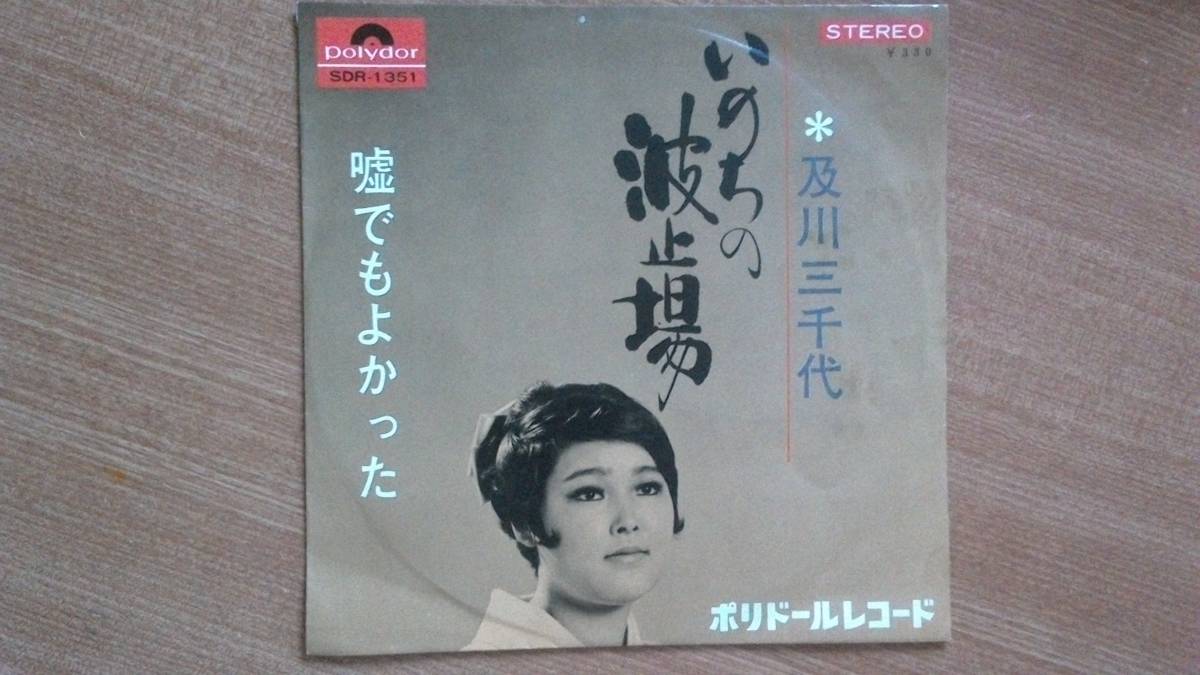 polydor
SDR-1351
STEREO
¥330
＊及川三千代
いのちの
波止場
嘘でもよかった
ポリドールレコード